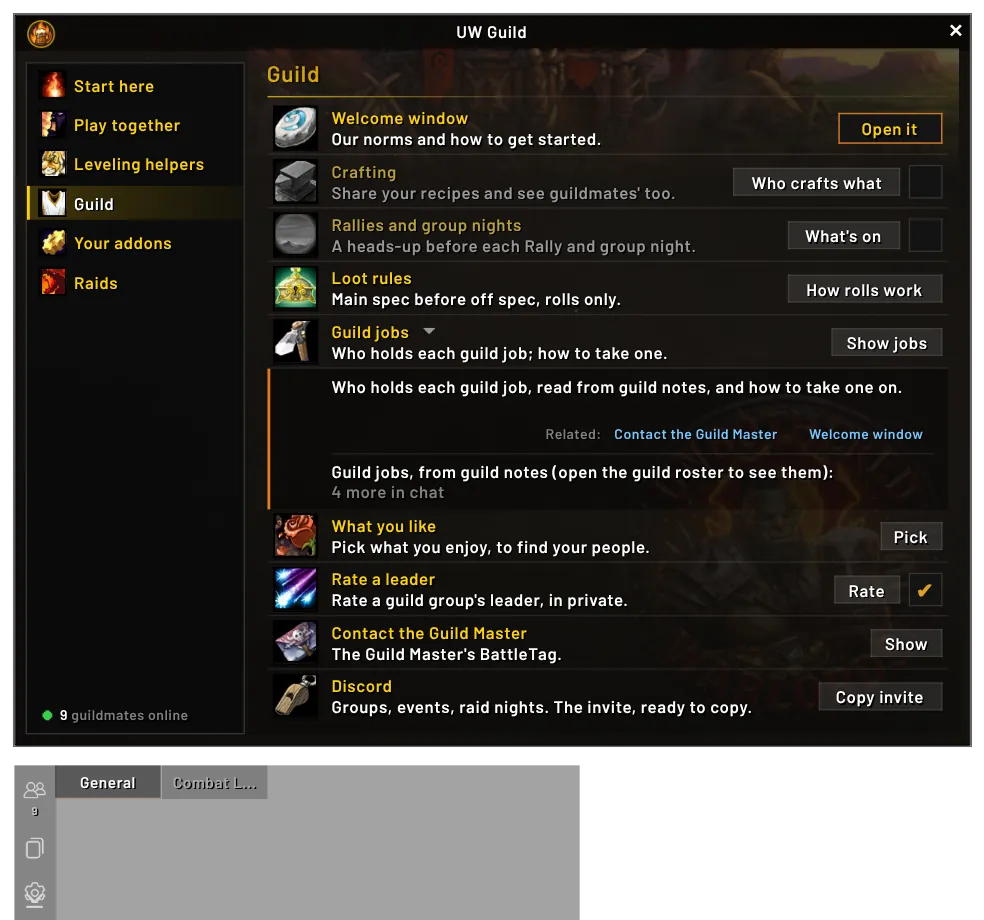 UW Guild
Start here
Play together
Leveling helpers
Guild
Your addons
Raids
9 guildmates online
Guild
Welcome window
Our norms and how to get started.
Open it
Crafting
Share your recipes and see guildmates' too.
Who crafts what
Rallies and group nights
A heads-up before each Rally and group night.
What's on
Loot rules
Main spec before off spec, rolls only.
How rolls work
Guild jobs
Who holds each guild job; how to take one.
Show jobs
Who holds each guild job, read from guild notes, and how to take one on.
Related: Contact the Guild Master Welcome window
Guild jobs, from guild notes (open the guild roster to see them):
4 more in chat
What you like
Pick what you enjoy, to find your people.
Pick
Rate a leader
Rate a guild group's leader, in private.
Rate
Contact the Guild Master
The Guild Master's BattleTag.
Show
Discord
Groups, events, raid nights. The invite, ready to copy.
Copy invite
General
Combat L...
9